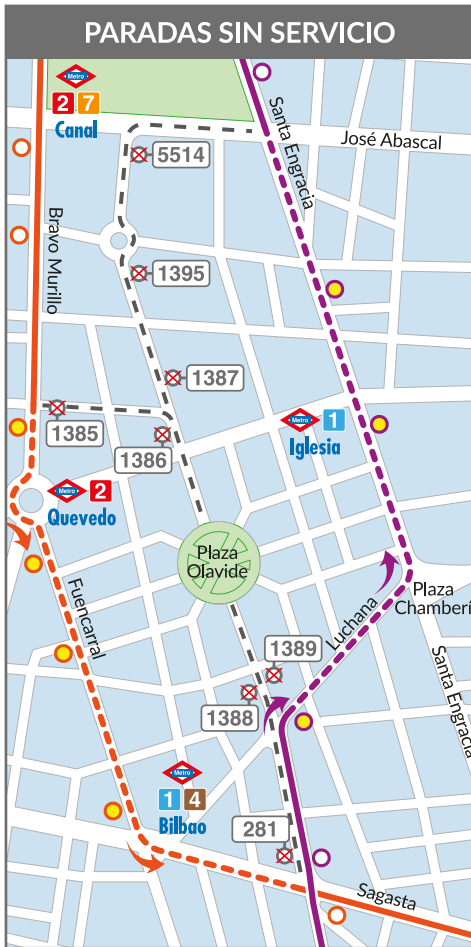 PARADAS SIN SERVICIO
Metro
2 7
Canal
Santa Engracia
José Abascal
5514
Bravo Murillo
1395
1387
1385
1386
Metro
1
Iglesia
Metro
2
Quevedo
Plaza
Olavide
Plaza
Chamberí
Fuencarral
Luchana
1389
Santa Engracia
1388
Metro
1 4
Bilbao
281
Sagasta